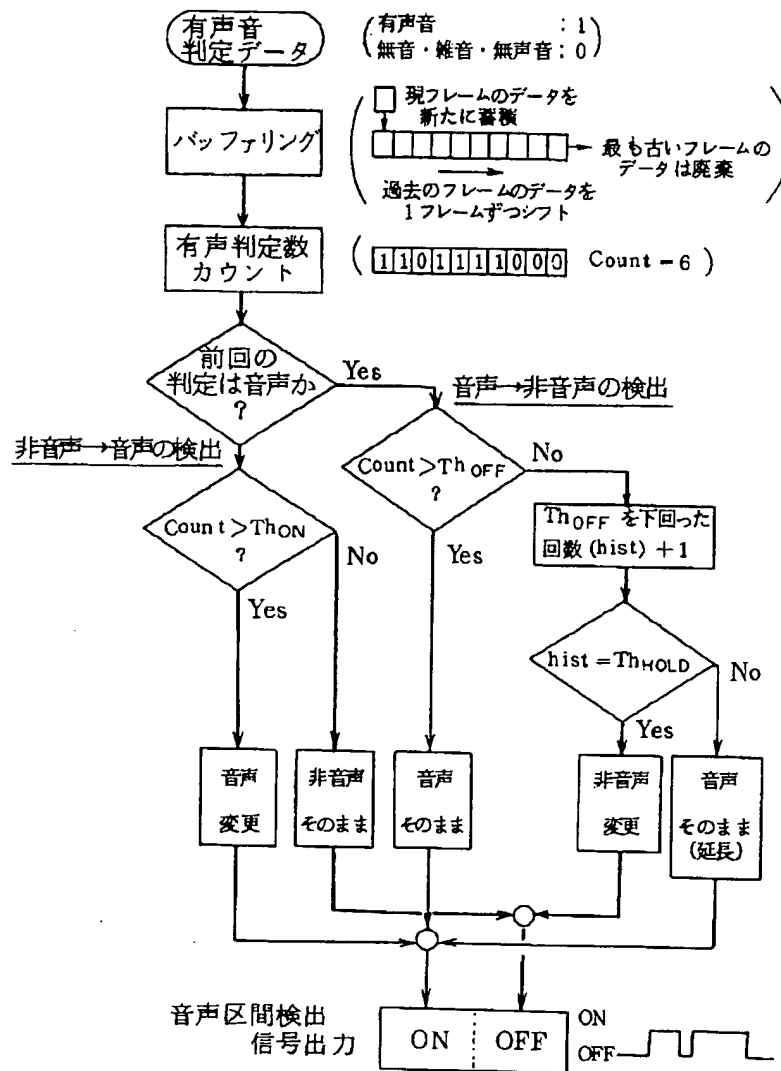 有声音
判定データ
有声音 : 1
無音・雑音・無声音 : 0
バッファリング
現フレームのデータを
新たに蓄積
最も古いフレームの
データは廃棄
過去のフレームのデータを
1フレームずつシフト
有声判定数
カウント
1101111000 Count = 6
前回の
判定は音声か
?
Yes
音声→非音声の検出
非音声→音声の検出
Count > Th OFF
?
No
Yes
Count > Th ON
?
No
Yes
Th OFF を下回った
回数 (hist) + 1
hist = Th HOLD
No
Yes
音声
変更
非音声
そのまま
音声
そのまま
非音声
変更
音声
そのまま
(延長)
音声区間検出
信号出力
ON
OFF
ON
OFF